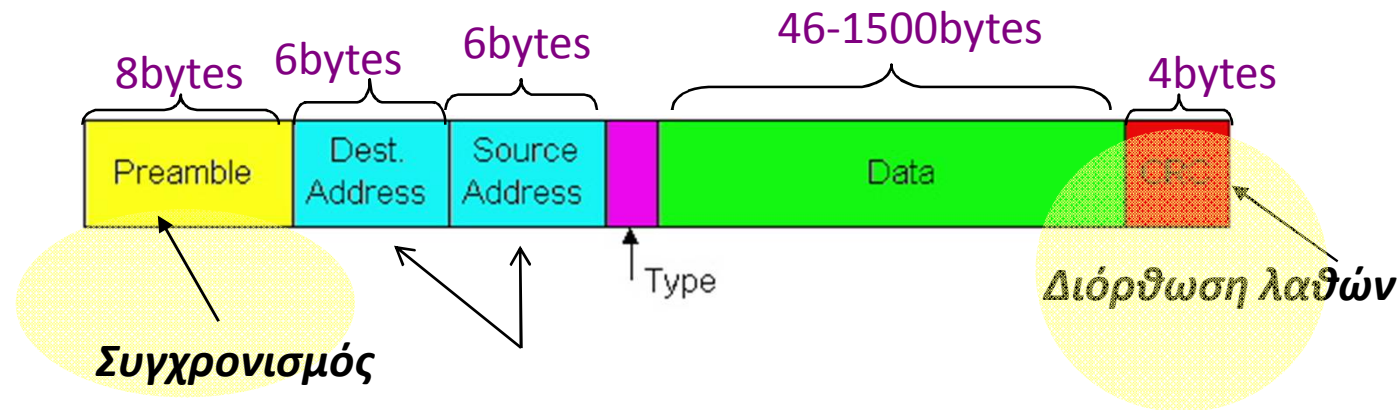 8bytes
6bytes
6bytes
46-1500bytes
4bytes
Preamble
Dest.
Address
Source
Address
Data
CRC
Type
Συγχρονισμός
Διόρθωση λαθών